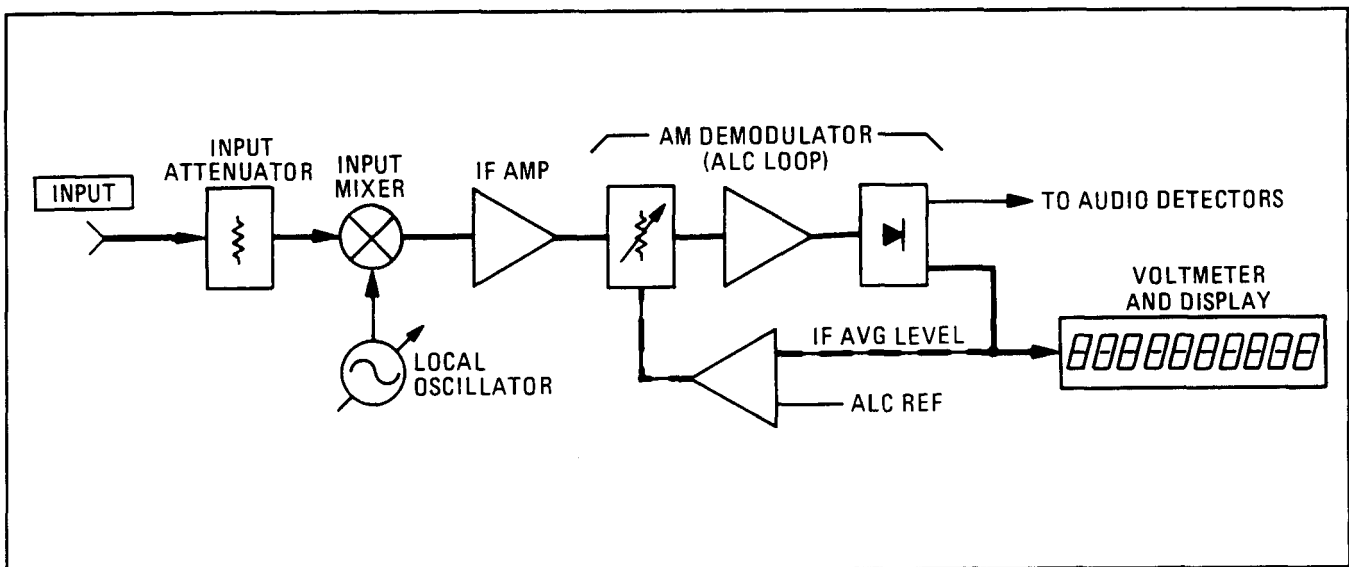 INPUT
INPUT
ATTENUATOR
INPUT
MIXER
IF AMP
AM DEMODULATOR
(ALC LOOP)
TO AUDIO DETECTORS
VOLTMETER
AND DISPLAY
8888888888
LOCAL
OSCILLATOR
IF AVG LEVEL
ALC REF